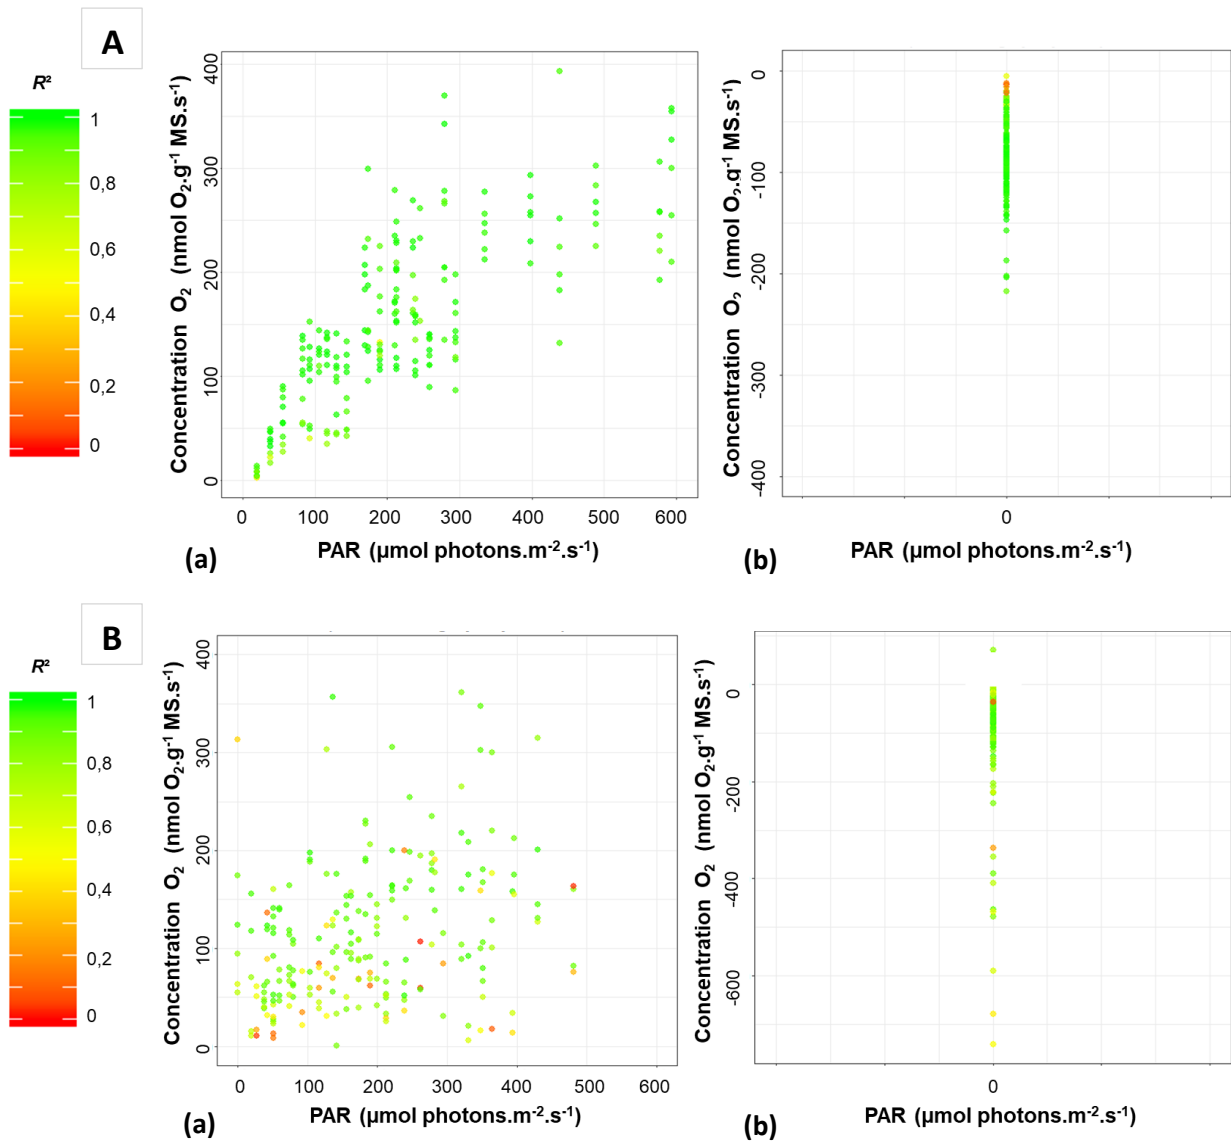 A
R²
1
0,8
0,6
0,4
0,2
0
Concentration O₂ (nmol O₂.g⁻¹ MS.s⁻¹)
400
300
200
100
0
0 100 200 300 400 500 600
PAR (µmol photons.m⁻².s⁻¹)
(a)
Concentration O₂ (nmol O₂.g⁻¹ MS.s⁻¹)
0
-100
-200
-300
-400
0
PAR (µmol photons.m⁻².s⁻¹)
(b)
B
R²
1
0,8
0,6
0,4
0,2
0
Concentration O₂ (nmol O₂.g⁻¹ MS.s⁻¹)
400
300
200
100
0
0 100 200 300 400 500 600
PAR (µmol photons.m⁻².s⁻¹)
(a)
Concentration O₂ (nmol O₂.g⁻¹ MS.s⁻¹)
0
-200
-400
-600
0
PAR (µmol photons.m⁻².s⁻¹)
(b)